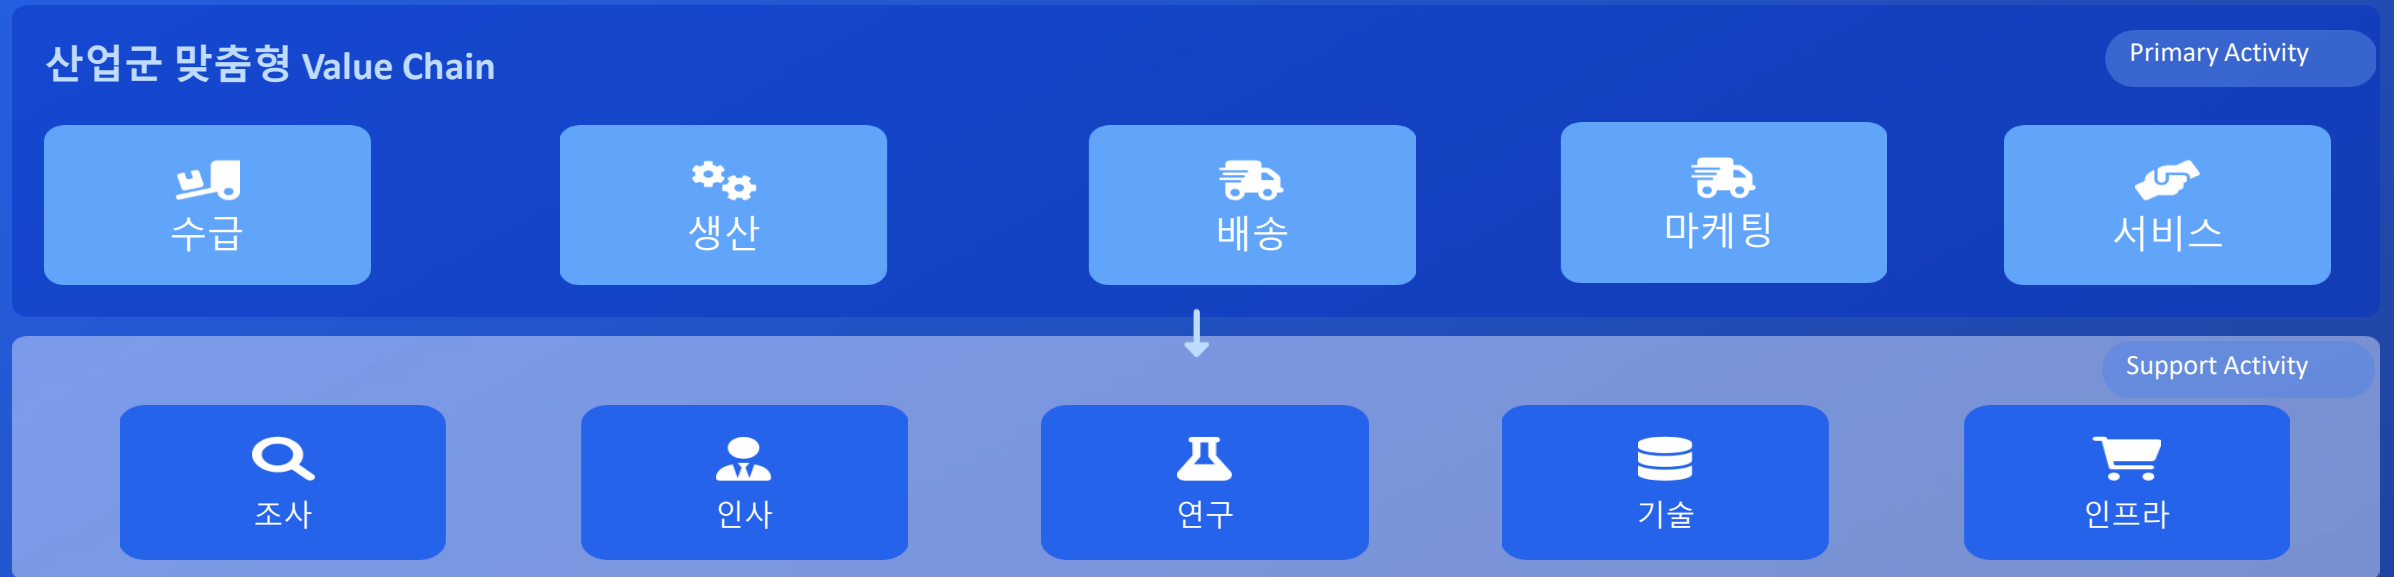 산업군 맞춤형 Value Chain
Primary Activity
수급
생산
배송
마케팅
서비스
Support Activity
조사
인사
연구
기술
인프라